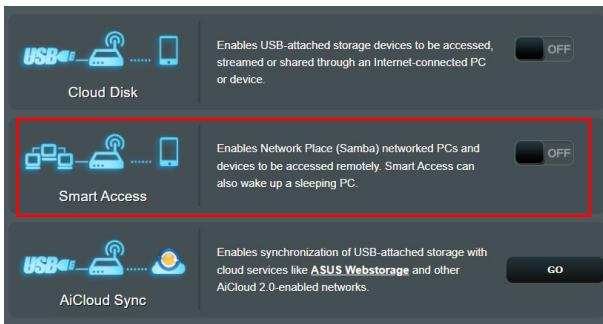 Enables USB-attached storage devices to be accessed,
streamed or shared through an Internet-connected PC
or device.
OFF
USB
Cloud Disk
Enables Network Place (Samba) networked PCs and
devices to be accessed remotely. Smart Access can
also wake up a sleeping PC.
OFF
Smart Access
Enables synchronization of USB-attached storage with
cloud services like ASUS Webstorage and other
AiCloud 2.0-enabled networks.
GO
USB
AiCloud Sync